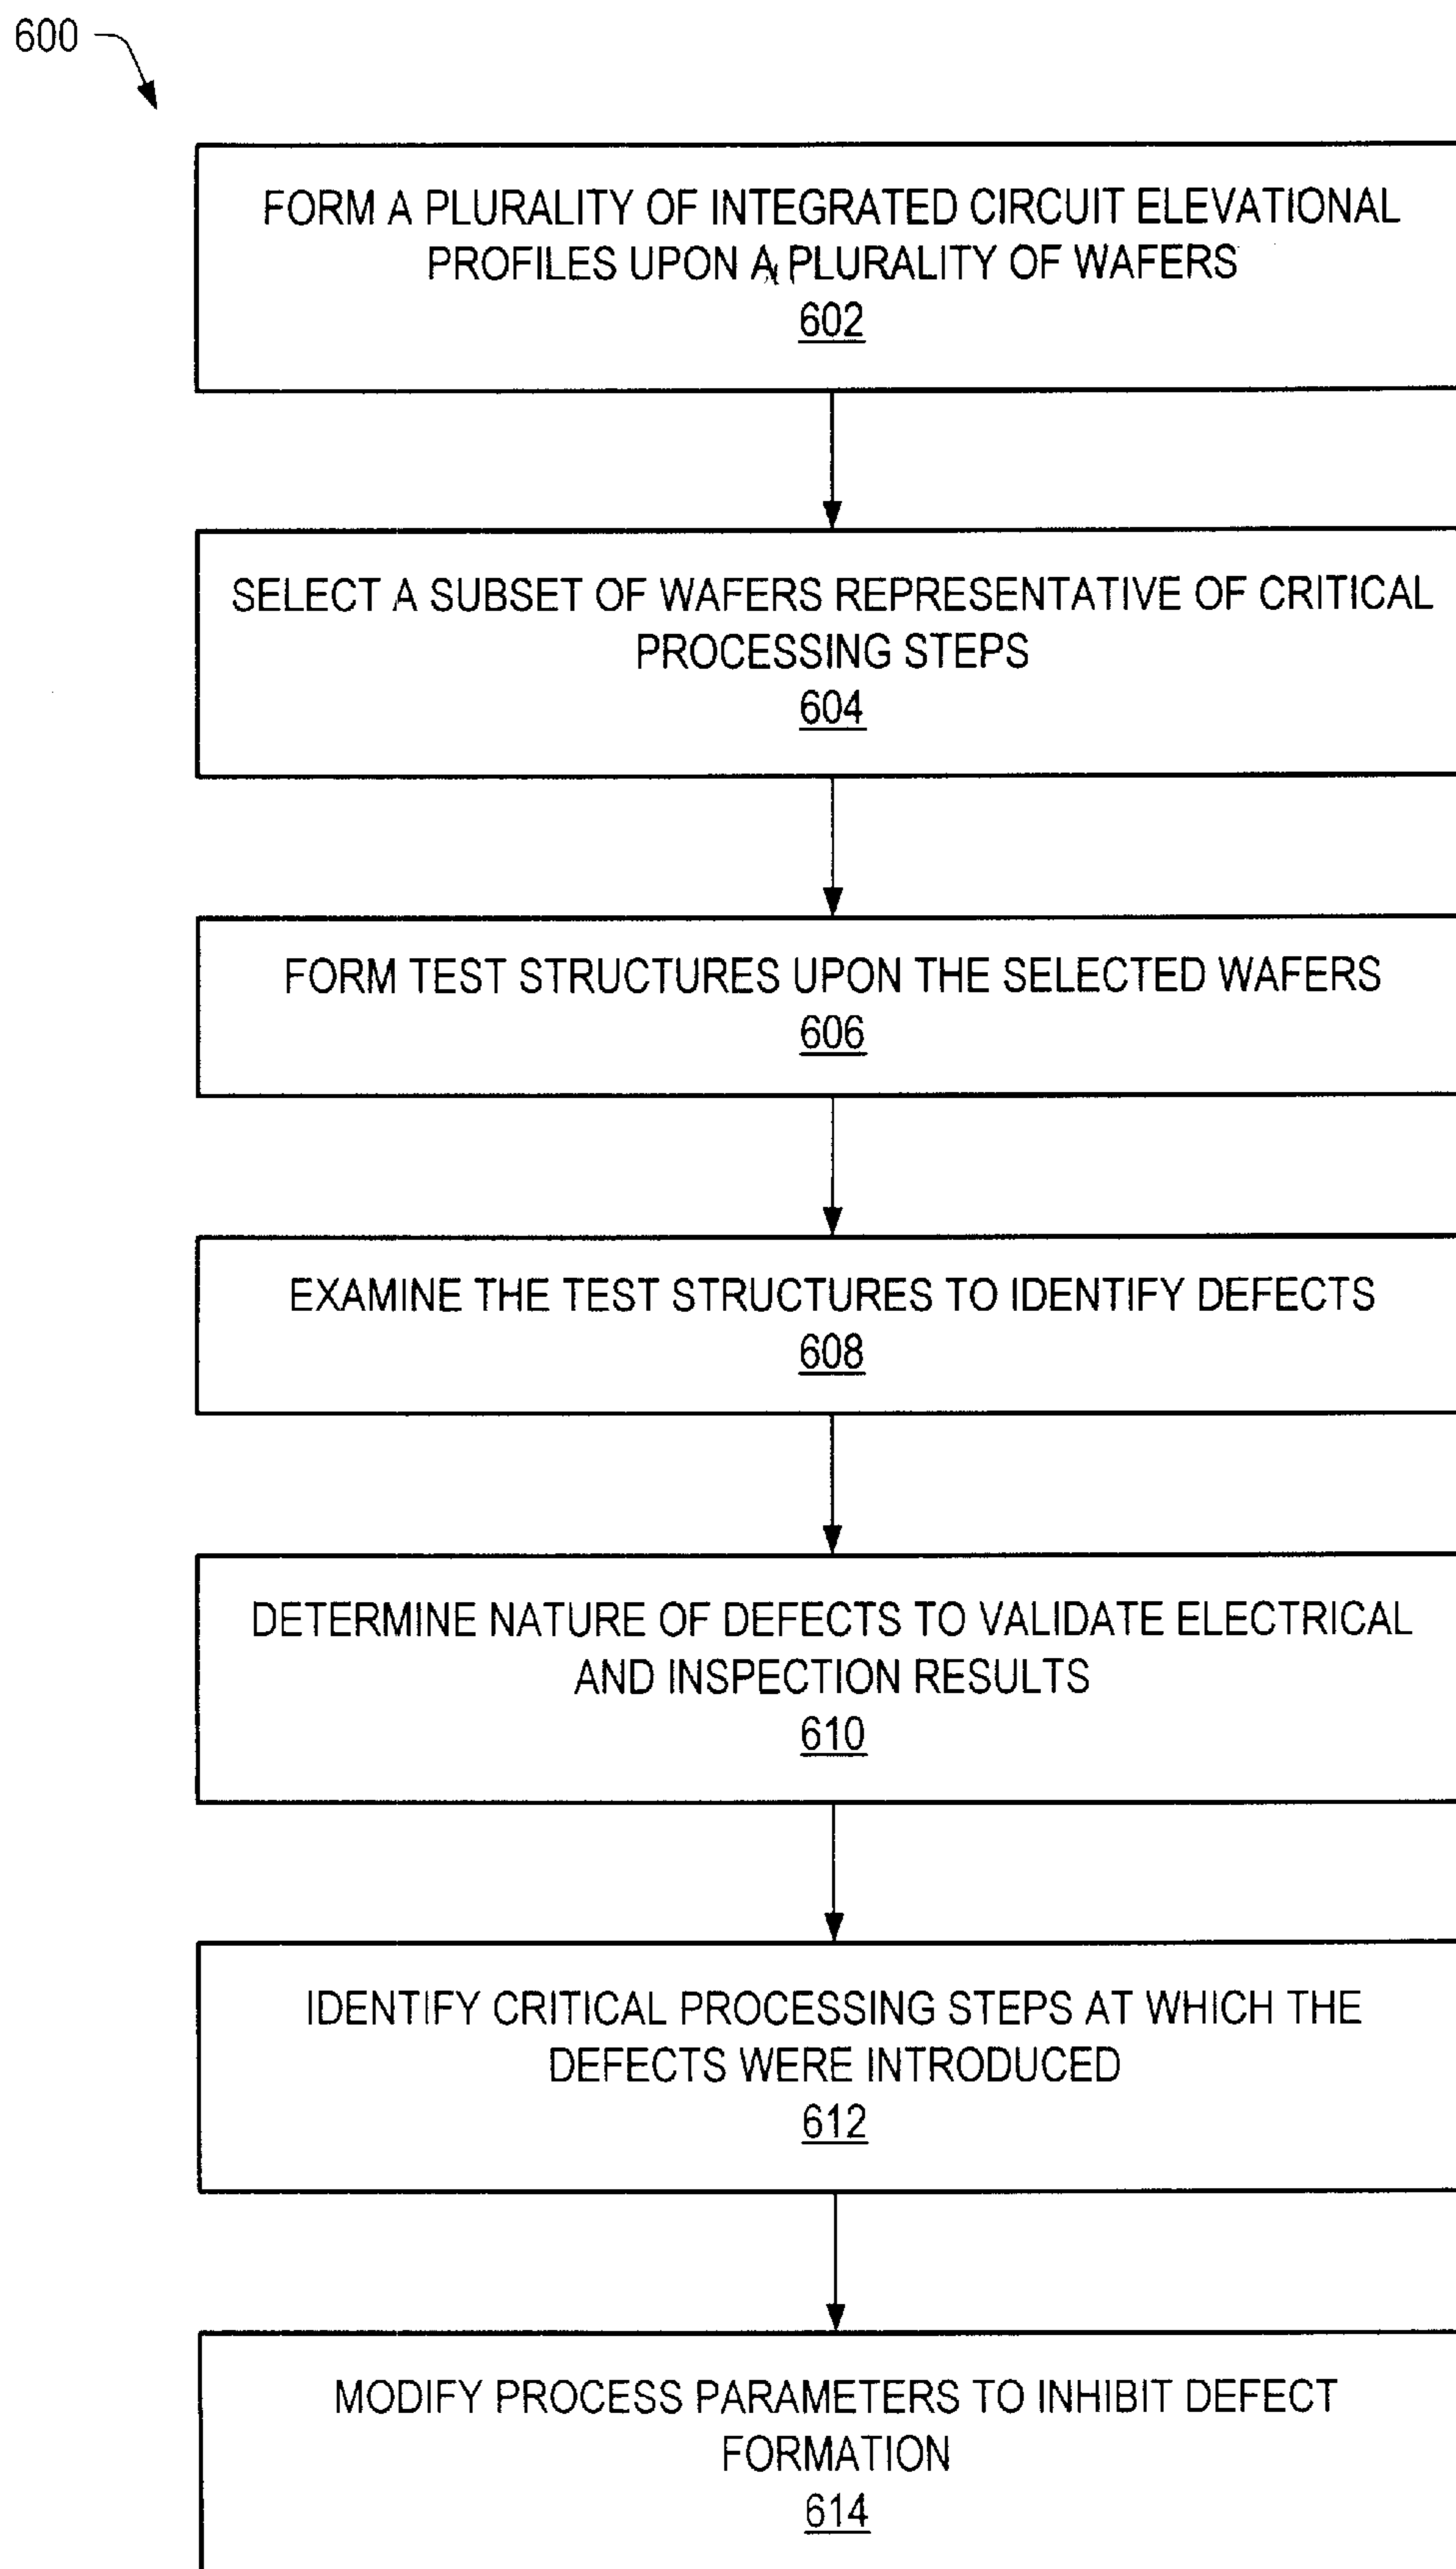 600
FORM A PLURALITY OF INTEGRATED CIRCUIT ELEVATIONAL
PROFILES UPON A PLURALITY OF WAFERS
602
SELECT A SUBSET OF WAFERS REPRESENTATIVE OF CRITICAL
PROCESSING STEPS
604
FORM TEST STRUCTURES UPON THE SELECTED WAFERS
606
EXAMINE THE TEST STRUCTURES TO IDENTIFY DEFECTS
608
DETERMINE NATURE OF DEFECTS TO VALIDATE ELECTRICAL
AND INSPECTION RESULTS
610
IDENTIFY CRITICAL PROCESSING STEPS AT WHICH THE
DEFECTS WERE INTRODUCED
612
MODIFY PROCESS PARAMETERS TO INHIBIT DEFECT
FORMATION
614